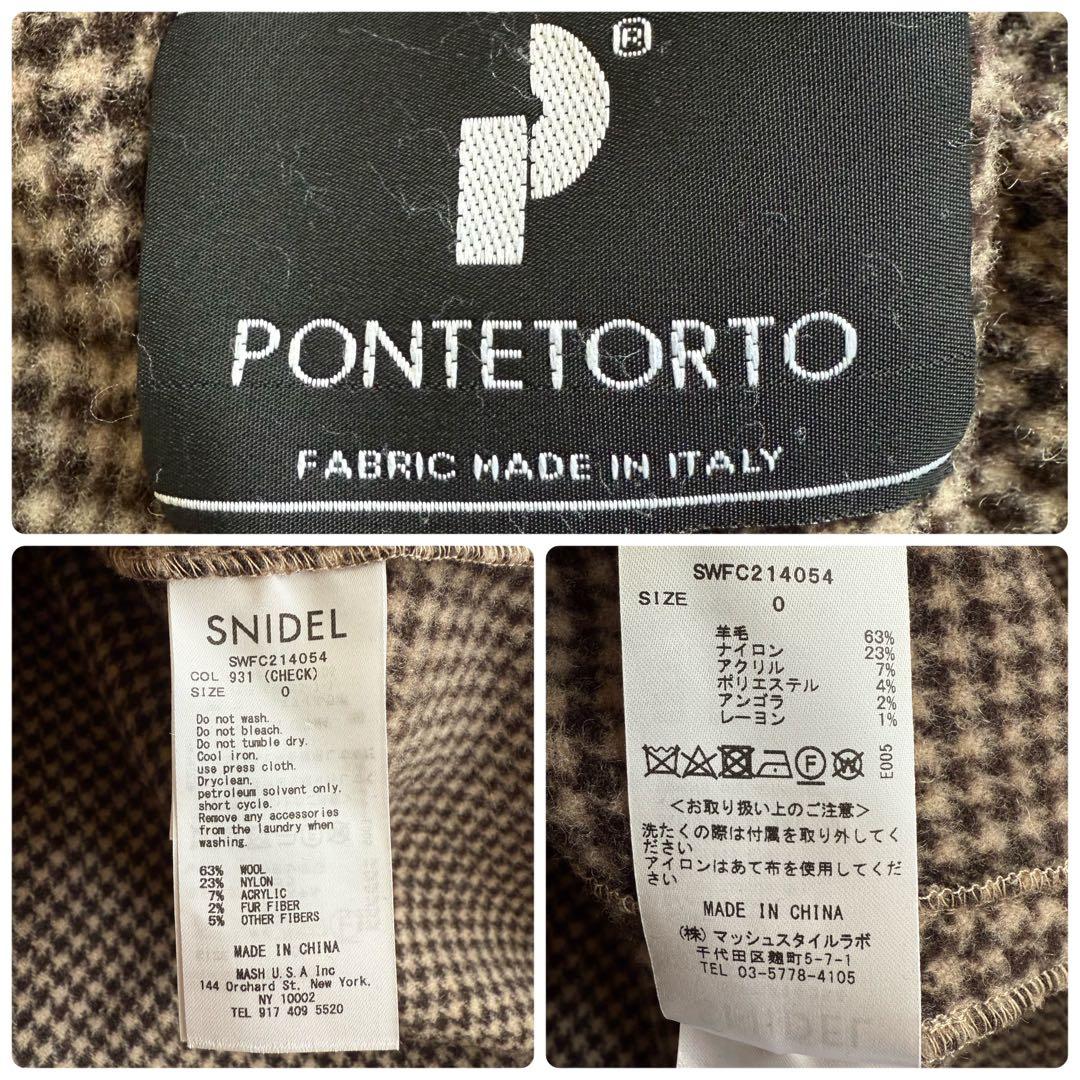 ®
PONTETORTO
FABRIC MADE IN ITALY
SNIDEL
SWFC214054
COL 931 (CHECK)
SIZE 0
Do not wash.
Do not bleach.
Do not tumble dry.
Cool iron.
use press cloth.
Dryclean.
petroleum solvent only.
short cycle.
Remove any accessories
from the laundry when
washing.
63% WOOL
23% NYLON
7% ACRYLIC
2% FUR FIBER
5% OTHER FIBERS
MADE IN CHINA
MASH U.S.A Inc
144 Orchard St, New York.
NY 10002
TEL 917 409 5520
SWFC214054
SIZE 0
羊毛 63%
ナイロン 23%
アクリル 7%
ポリエステル 4%
アンゴラ 2%
レーヨン 1%
F W
E005
<お取り扱い上のご注意>
洗たくの際は付属を取り外してく
ださい
アイロンはあて布を使用してくだ
さい
MADE IN CHINA
(株)マッシュスタイルラボ
千代田区麹町5-7-1
TEL 03-5778-4105